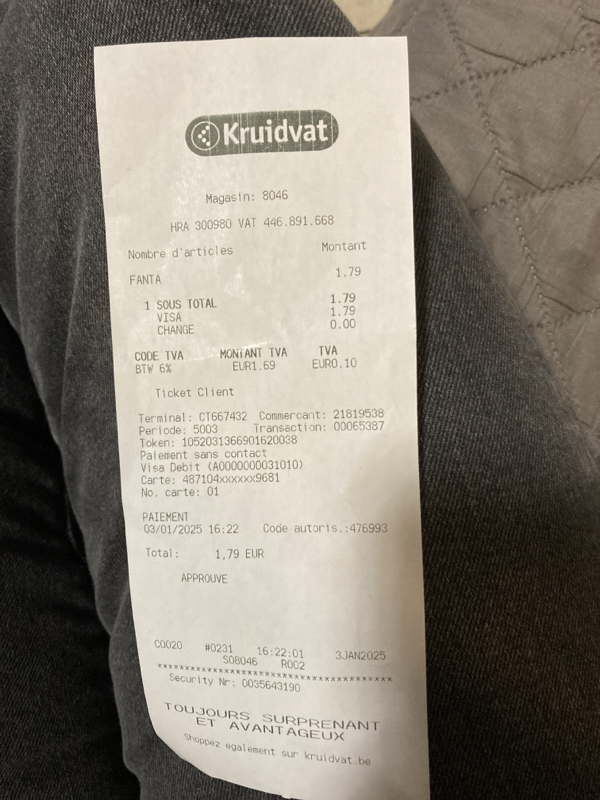 Kruidvat
Magasin: 8046
HRA 300980 VAT 446.891.668
Nombre d'articles Montant
FANTA 1.79
1 SOUS TOTAL 1.79
VISA 1.79
CHANGE 0.00
CODE TVA MONTANT TVA TVA
BTW 6% EUR1.69 EUR0.10
Ticket Client
Terminal: CT667432 Commercant: 21819538
Periode: 5003 Transaction: 00065387
Token: 1052031366901620038
Paiement sans contact
Visa Debit (A0000000031010)
Carte: 487104xxxxxx9681
No. carte: 01
PAIEMENT
03/01/2025 16:22 Code autoris.:476993
Total: 1,79 EUR
APPROUVE
C0020 #0231 16:22:01 3JAN2025
S08046 R002
******************************************
Security Nr: 0035643190
TOUJOURS SURPRENANT
ET AVANTAGEUX
Shoppez egalement sur kruidvat.be